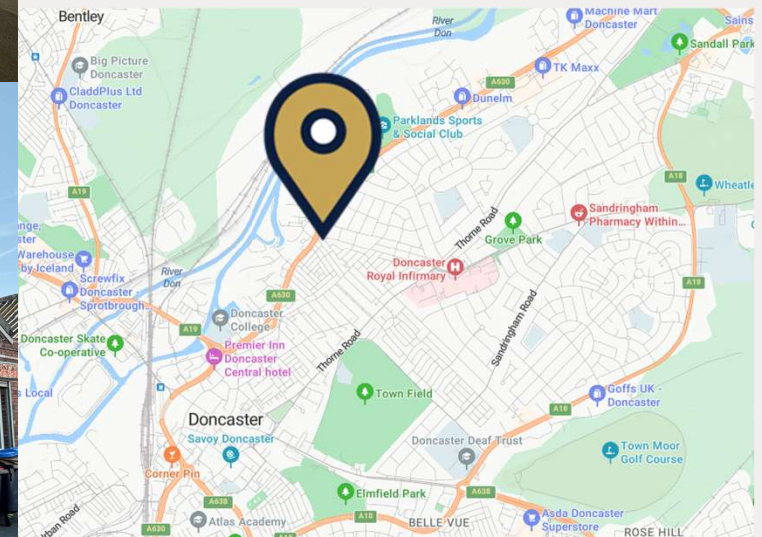 Bentley
River
Don
Machine Mart
Doncaster
Sandall Park
Big Picture
Doncaster
TK Maxx
A630
CladdPlus Ltd
Doncaster
Dunelm
Parklands Sports
& Social Club
A19
A18
Thorne Road
Grove Park
Sandringham
Pharmacy Within...
Warehouse
by Iceland
River
Don
Doncaster
Royal Infirmary
Screwfix
Doncaster
Sprotbrough
A630
A18
Doncaster
College
A19
Sandringham Road
Doncaster Skate
Co-operative
Premier Inn
Doncaster
Central hotel
Thorne Road
Local
Town Field
Goffs UK -
Doncaster
A18
Doncaster
Savoy Doncaster
Doncaster Deaf Trust
Town Moor
Golf Course
Corner Pin
Elmfield Park
A638
A638
Atlas Academy
A18
BELLE VUE
Asda Doncaster
Superstore
A630
ROSE HILL